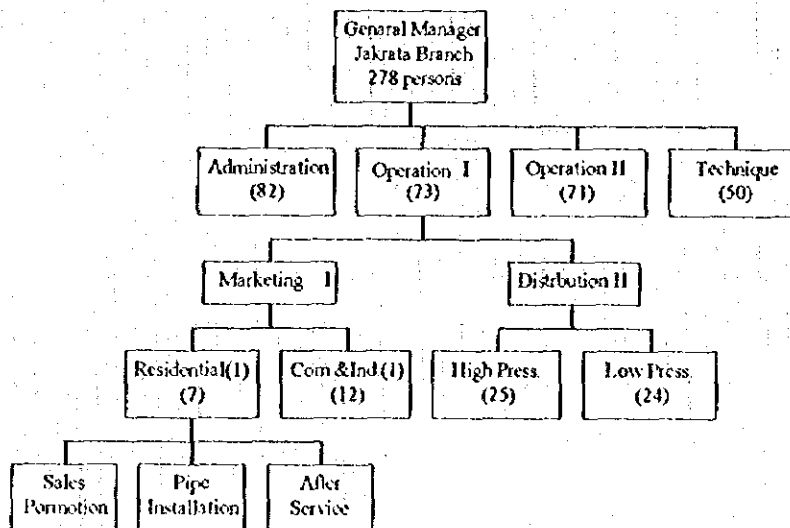 Genaral Manager
Jakrata Branch
278 persons
Administration
(82)
Operation I
(73)
Operation II
(71)
Technique
(50)
Marketing I
Distrbution II
Residential(1)
(7)
Com &Ind.(1)
(12)
High Press.
(25)
Low Press.
(24)
Sales
Pormotion
Pipe
Installation
After
Service